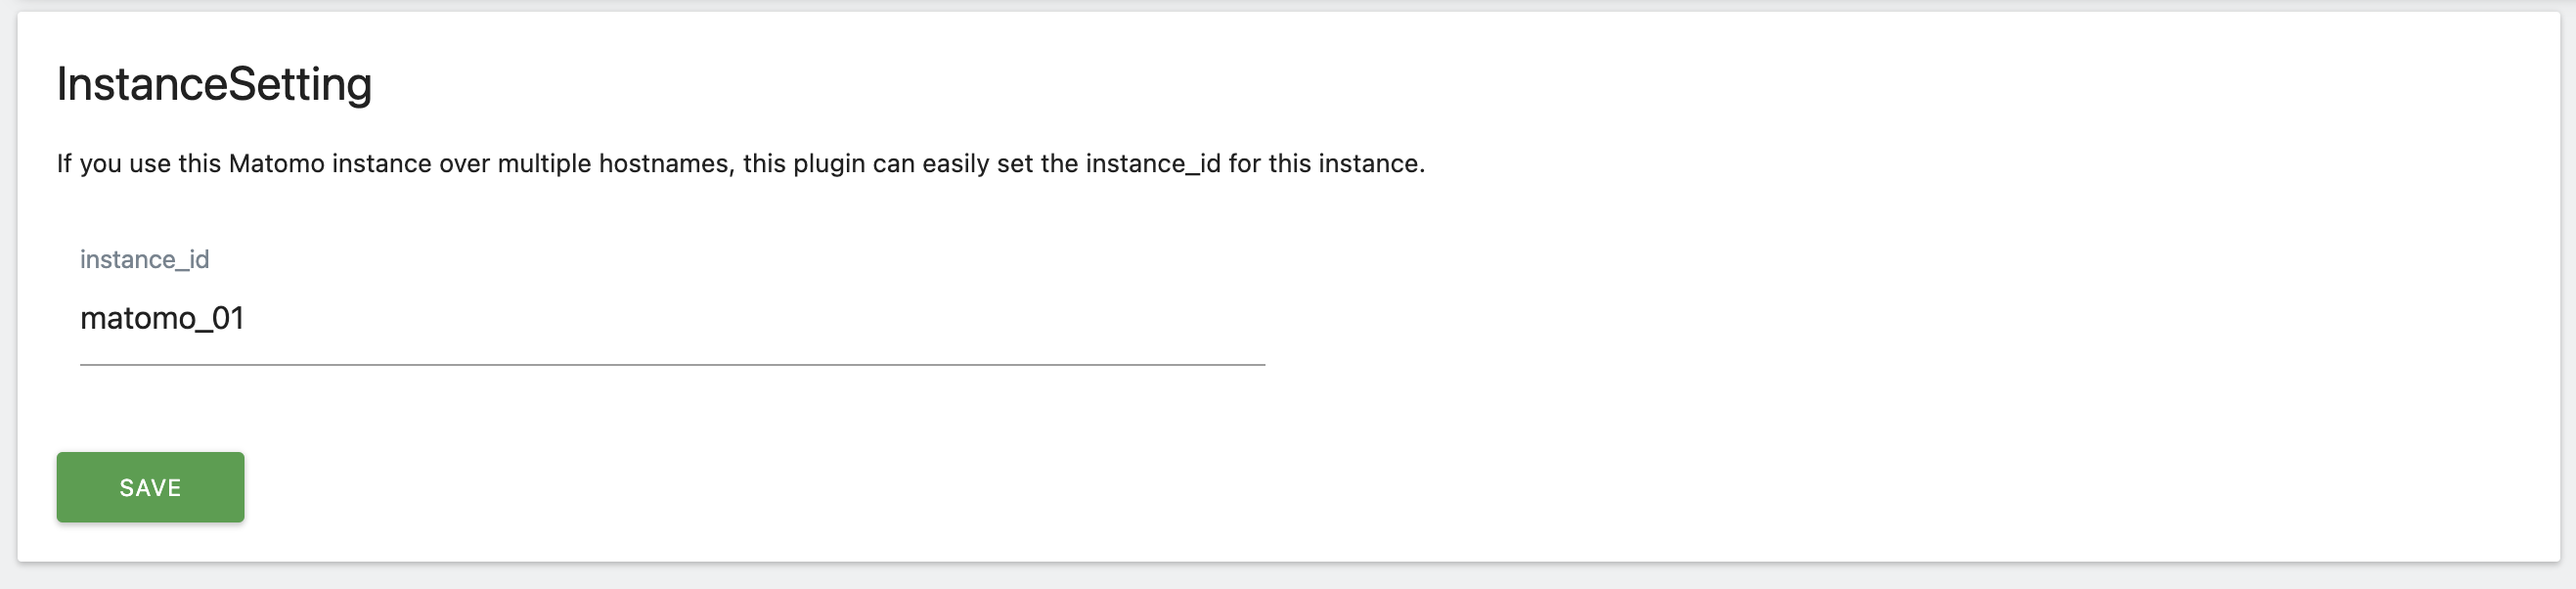 InstanceSetting
If you use this Matomo instance over multiple hostnames, this plugin can easily set the instance_id for this instance.
instance_id
matomo_01
SAVE